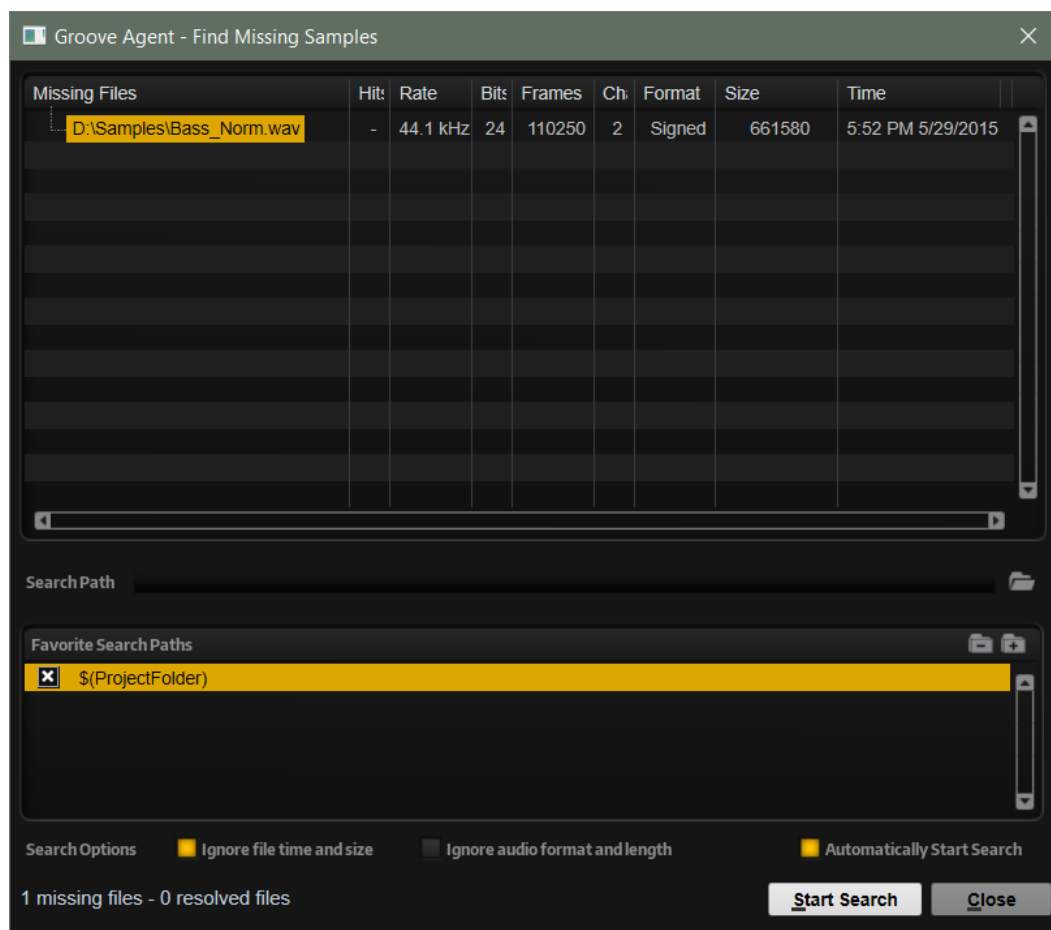 Groove Agent - Find Missing Samples
Missing Files Hits Rate Bits Frames Cha Format Size Time
D:\Samples\Bass_Norm.wav - 44.1 kHz 24 110250 2 Signed 661580 5:52 PM 5/29/2015
Search Path
Favorite Search Paths
$(ProjectFolder)
Search Options Ignore file time and size Ignore audio format and length Automatically Start Search
1 missing files - 0 resolved files Start Search Close